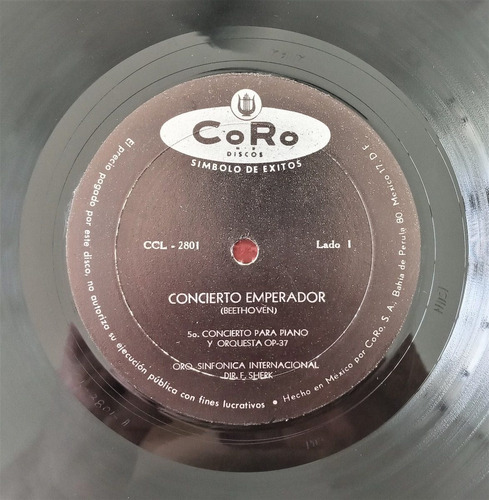 CoRo
DISCOS
SIMBOLO DE EXITOS
CCL - 2801
Lado 1
CONCIERTO EMPERADOR
(BEETHOVEN)
5o. CONCIERTO PARA PIANO
Y ORQUESTA OP-37
ORQ. SINFONICA INTERNACIONAL
DIR. F. SHERK
El precio pagado por este disco, no autoriza su ejecución pública con fines lucrativos • Hecho en México por CoRo, S.A., Bahia de Perula 80 Mexico 17 D F